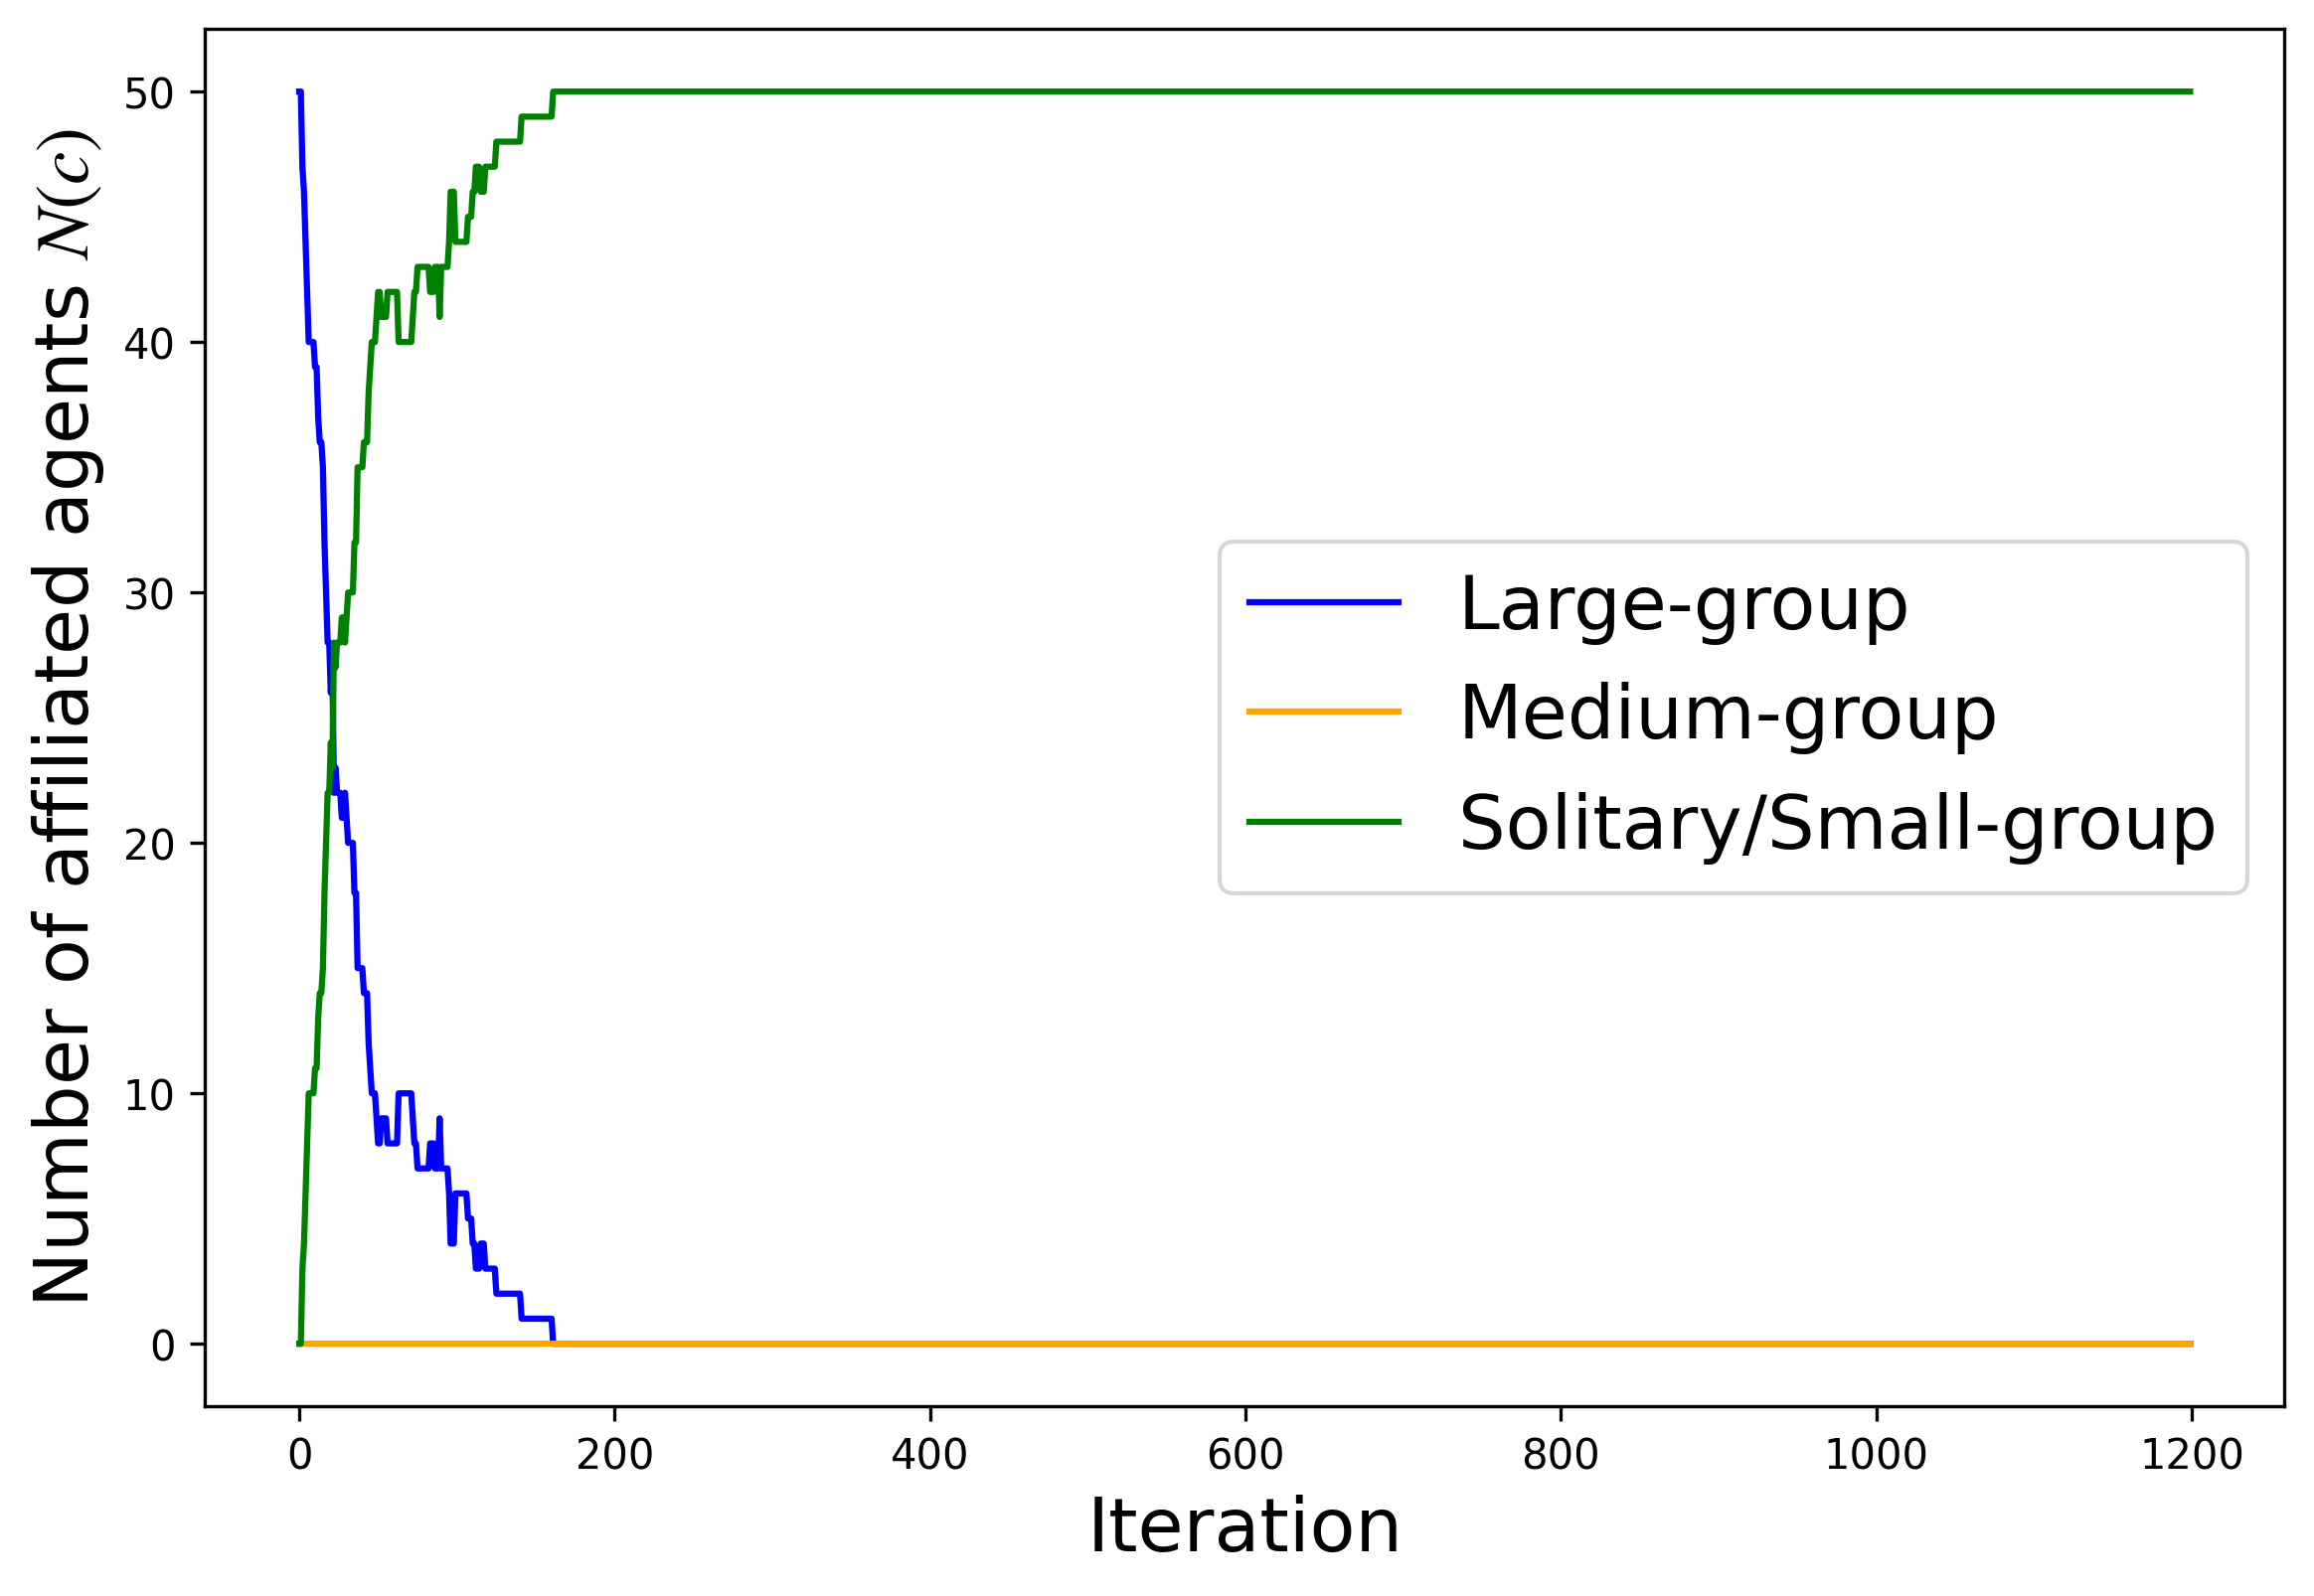 Number of affiliated agents N(c)
50
40
30
20
10
0
Large-group
Medium-group
Solitary/Small-group
0 200 400 600 800 1000 1200
Iteration